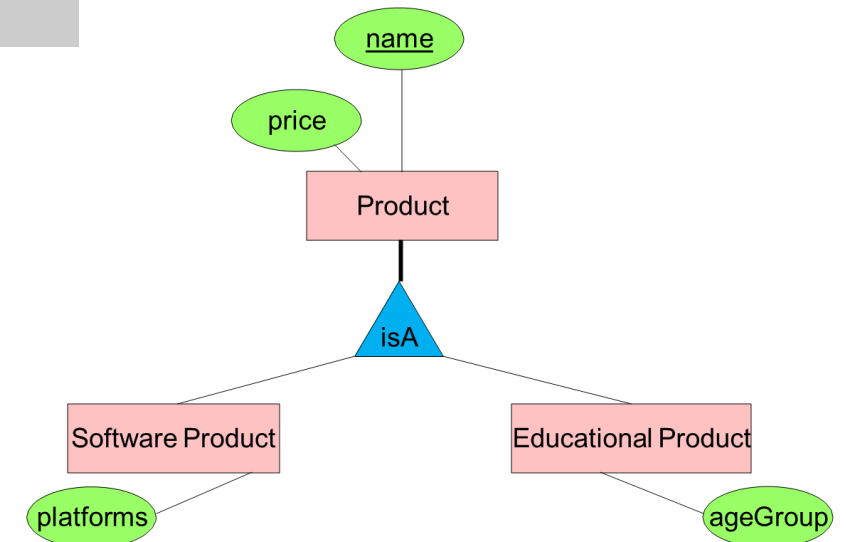 name
price
Product
isA
Software Product
Educational Product
platforms
ageGroup